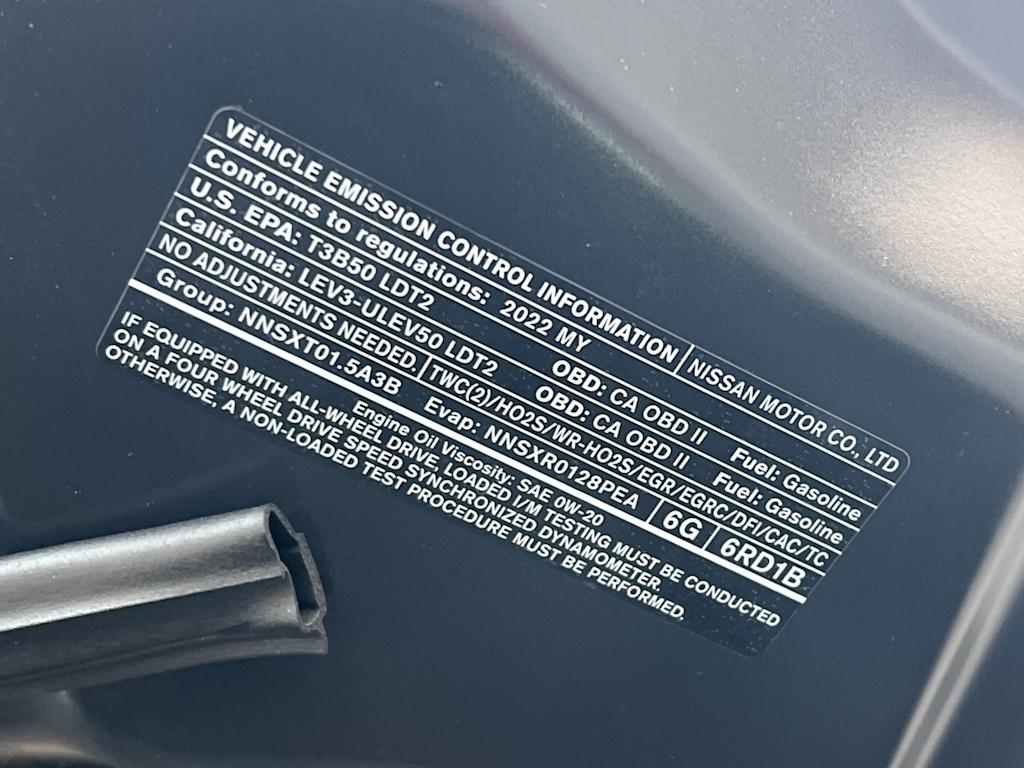 VEHICLE EMISSION CONTROL INFORMATION NISSAN MOTOR CO., LTD
Conforms to regulations: 2022 MY
U.S. EPA: T3B50 LDT2 OBD: CA OBD II Fuel: Gasoline
California: LEV3-ULEV50 LDT2 OBD: CA OBD II Fuel: Gasoline
NO ADJUSTMENTS NEEDED. TWC(2)/HO2S/WR-HO2S/EGR/EGRC/DFI/CAC/TC
Group: NNSXT01.5A3B Evap: NNSXR0128PEA 6G 6RD1B
Engine Oil Viscosity: SAE 0W-20
IF EQUIPPED WITH ALL-WHEEL DRIVE, LOADED I/M TESTING MUST BE CONDUCTED
ON A FOUR WHEEL DRIVE SPEED SYNCHRONIZED DYNAMOMETER.
OTHERWISE, A NON-LOADED TEST PROCEDURE MUST BE PERFORMED.